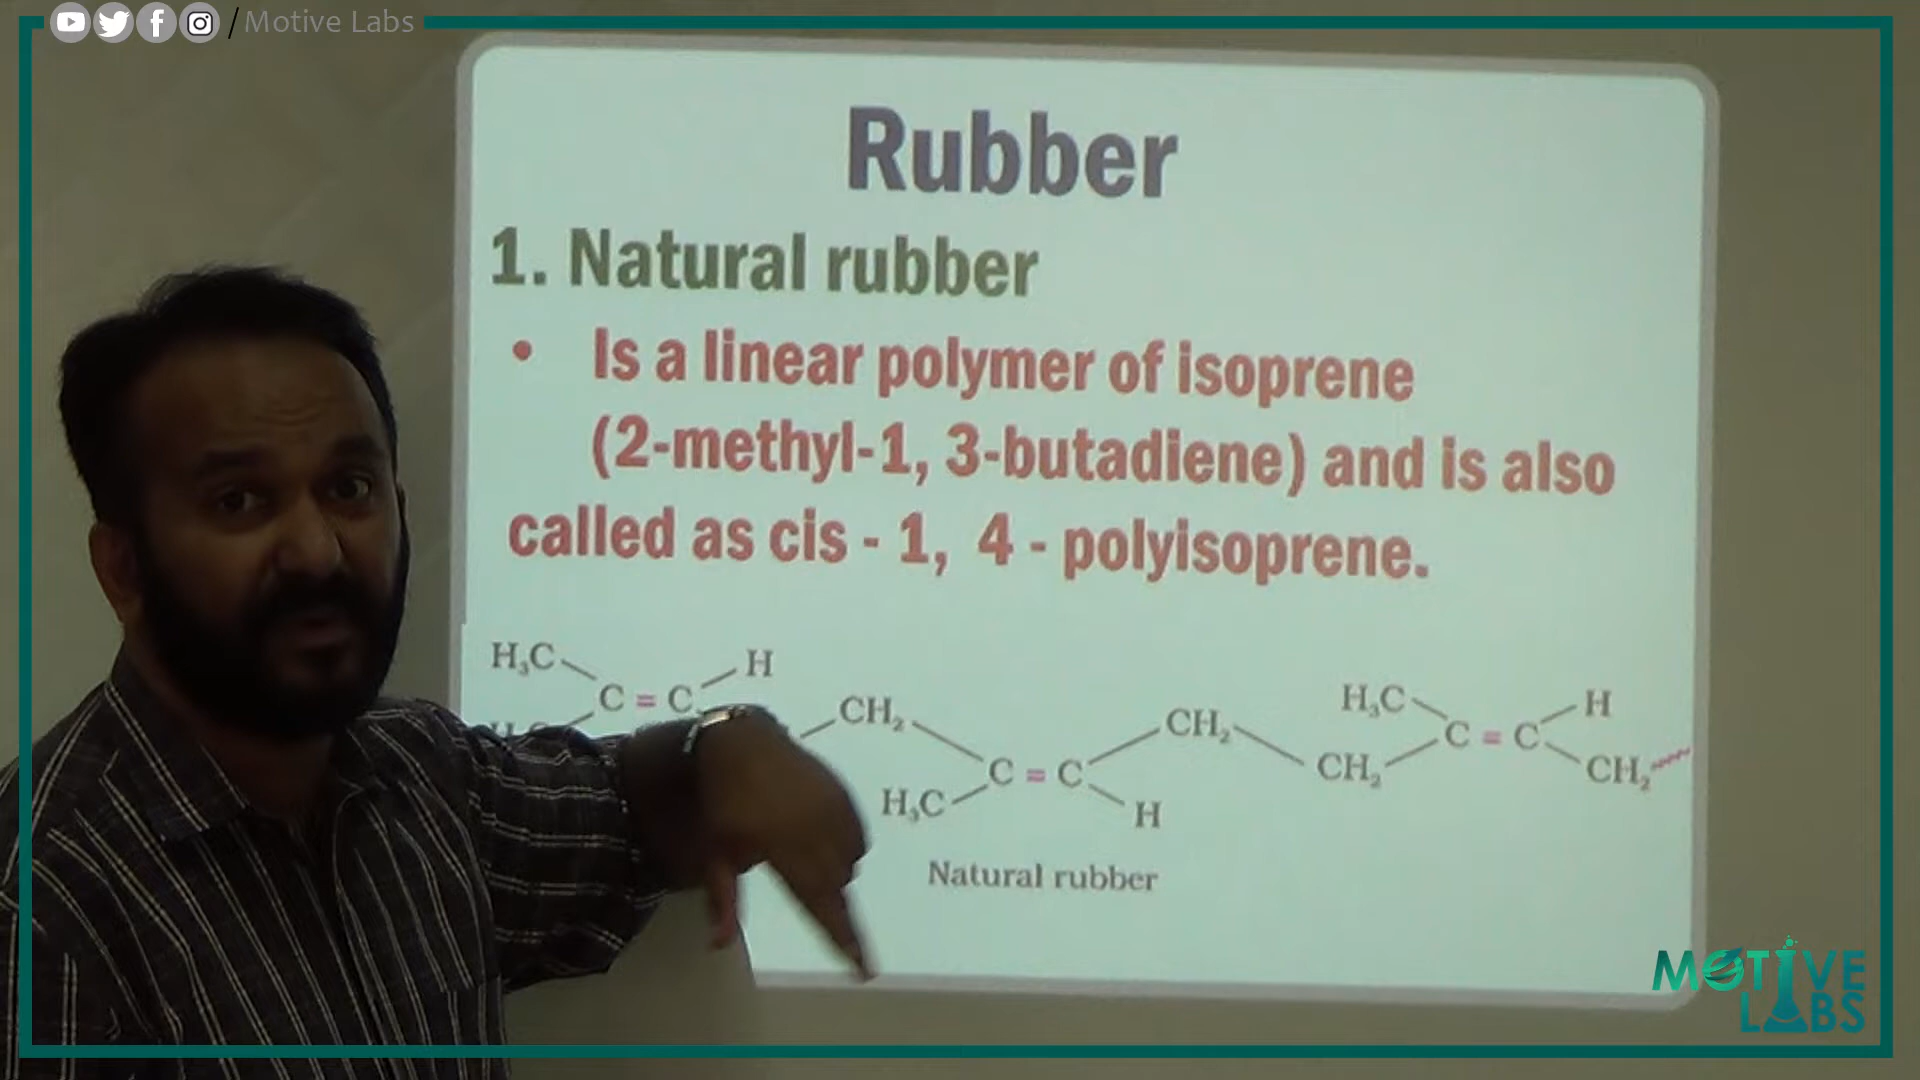 / Motive Labs
Rubber
1. Natural rubber
• Is a linear polymer of isoprene
(2-methyl-1, 3-butadiene) and is also
called as cis - 1, 4 - polyisoprene.
H₃C H
C = C
CH₂ CH₂ H₃C H
C = C CH₂ C = C
H₃C H CH₂
Natural rubber
MOTIVE
LABS